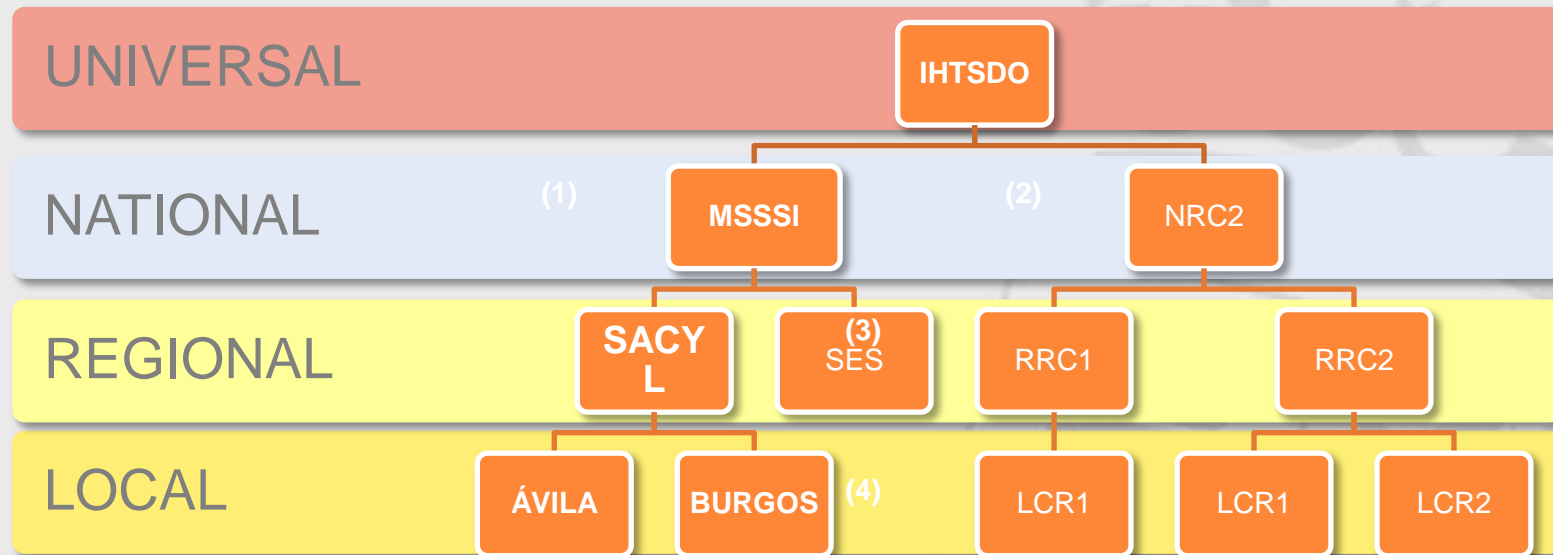 UNIVERSAL
IHTSDO
NATIONAL
(1)
MSSSI
(2)
NRC2
REGIONAL
SACY
L
(3)
SES
RRC1
RRC2
LOCAL
ÁVILA
BURGOS
(4)
LCR1
LCR1
LCR2